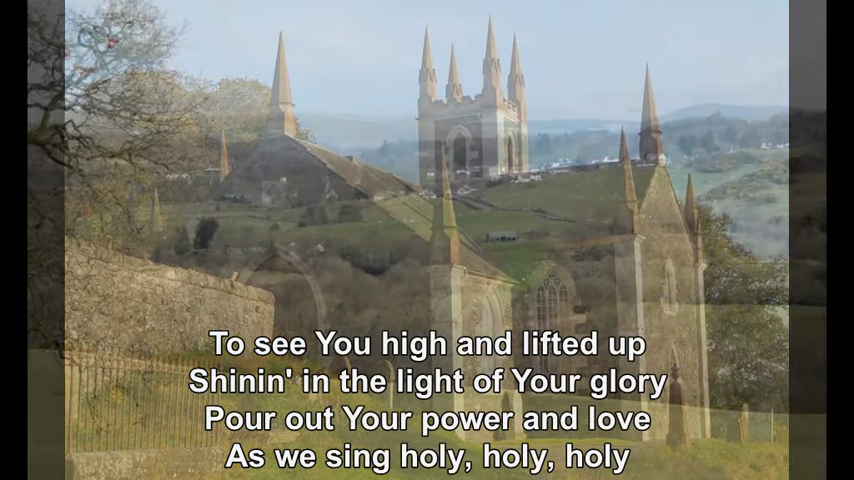 To see You high and lifted up
Shinin' in the light of Your glory
Pour out Your power and love
As we sing holy, holy, holy